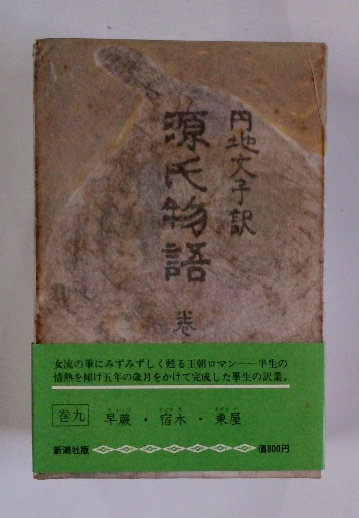 円地文子訳
源氏物語
巻
女流の筆にみずみずしく甦る王朝ロマン──半生の
情熱を傾け五年の歳月をかけて完成した畢生の訳業。
巻九
早蕨・宿木・東屋
新潮社版
価800円